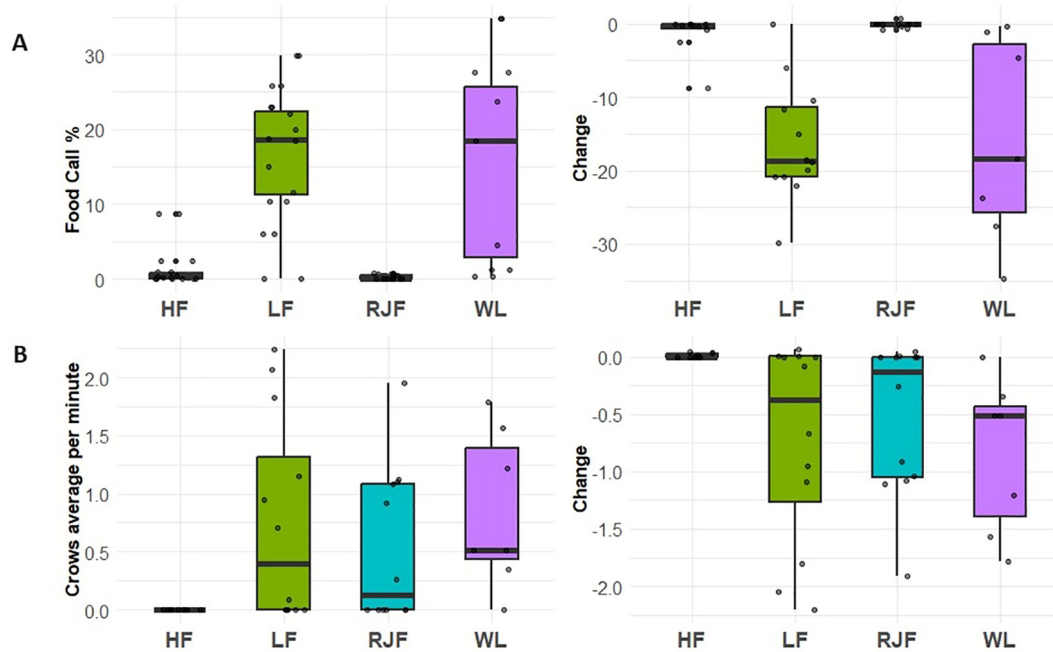 A
Food Call %
30
20
10
0
HF LF RJF WL
Change
0
-10
-20
-30
HF LF RJF WL
B
Crows average per minute
2.0
1.5
1.0
0.5
0.0
HF LF RJF WL
Change
0.0
-0.5
-1.0
-1.5
-2.0
HF LF RJF WL